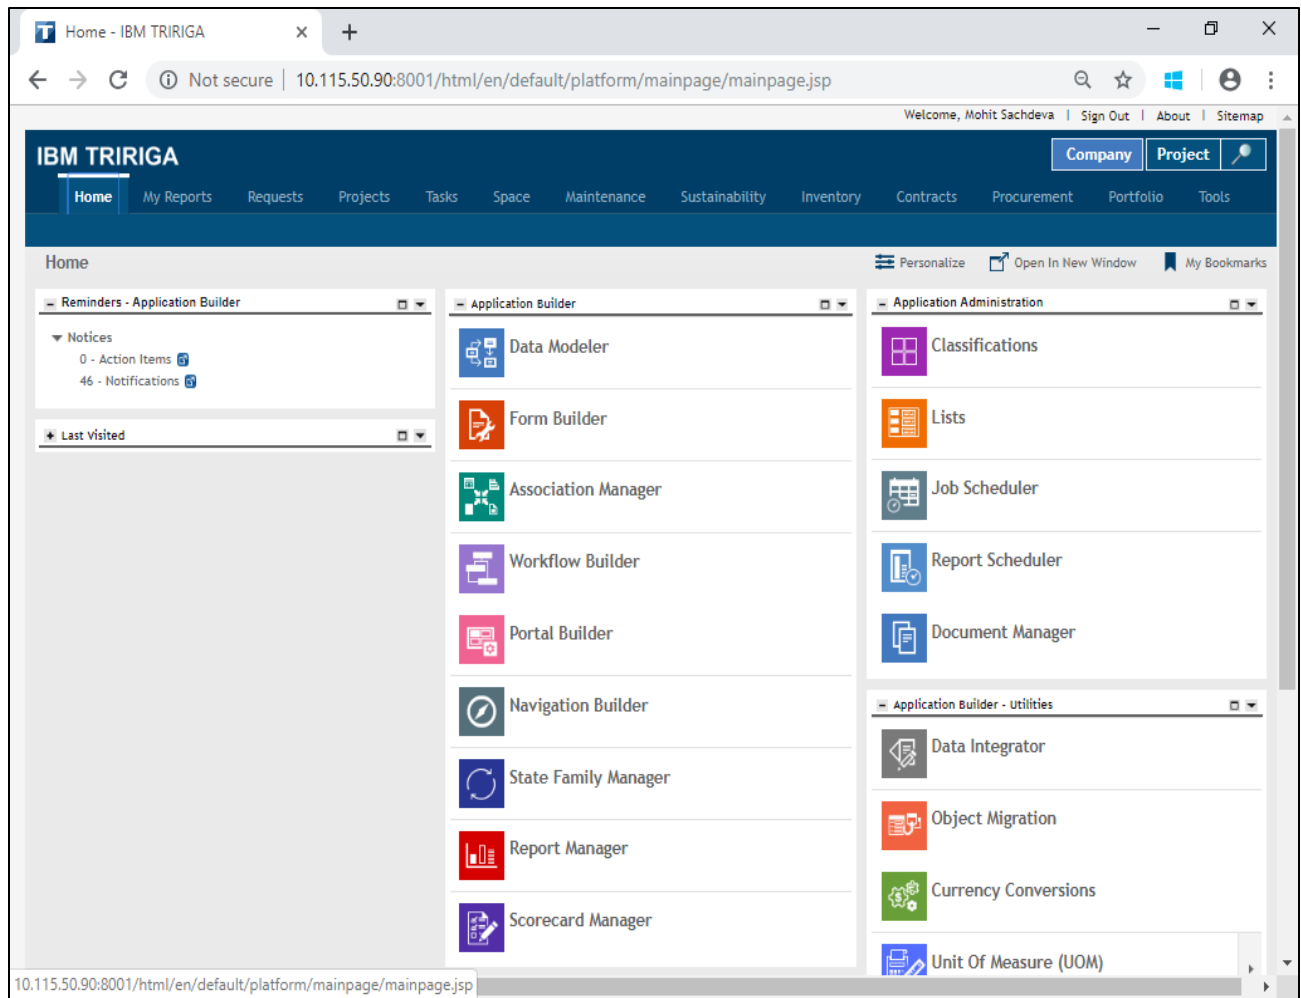 Home - IBM TRIRIGA
Not secure | 10.115.50.90:8001/html/en/default/platform/mainpage/mainpage.jsp
Welcome, Mohit Sachdeva | Sign Out | About | Sitemap
IBM TRIRIGA
Company Project
Home My Reports Requests Projects Tasks Space Maintenance Sustainability Inventory Contracts Procurement Portfolio Tools
Home
Personalize Open In New Window My Bookmarks
Reminders - Application Builder
Notices
0 - Action Items
46 - Notifications
Last Visited
Application Builder
Data Modeler
Form Builder
Association Manager
Workflow Builder
Portal Builder
Navigation Builder
State Family Manager
Report Manager
Scorecard Manager
Application Administration
Classifications
Lists
Job Scheduler
Report Scheduler
Document Manager
Application Builder - Utilities
Data Integrator
Object Migration
Currency Conversions
Unit Of Measure (UOM)
10.115.50.90:8001/html/en/default/platform/mainpage/mainpage.jsp